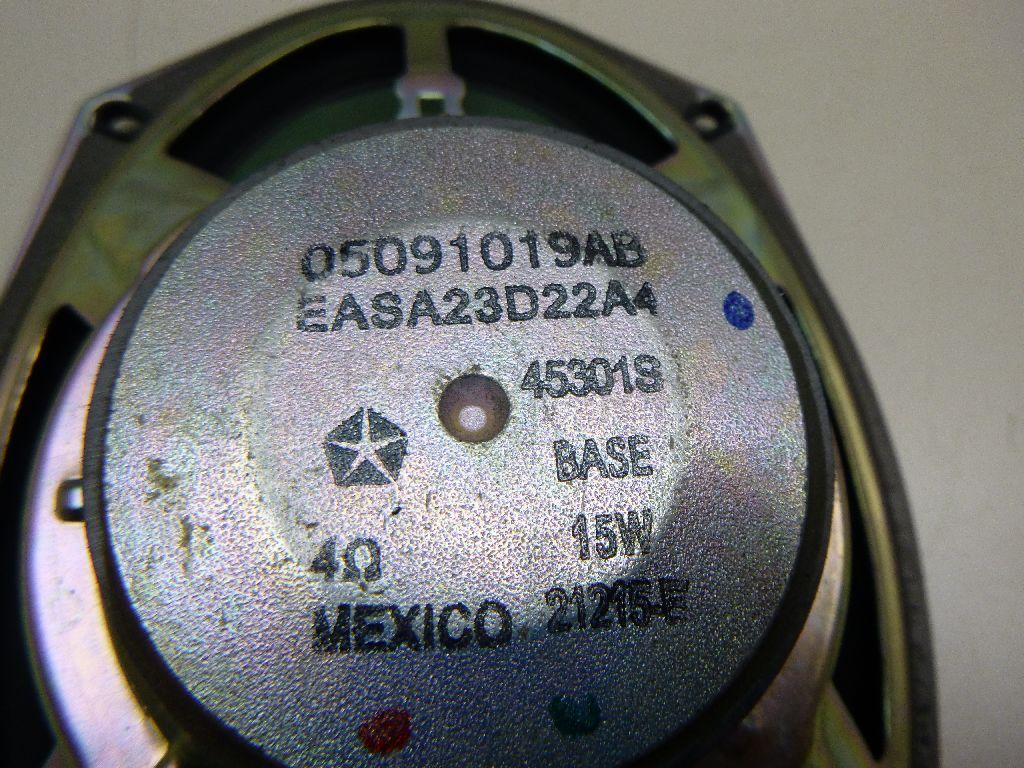 05091019AB
EASA23D22A4
45301S
BASE
15W
4Ω
MEXICO
21215-E